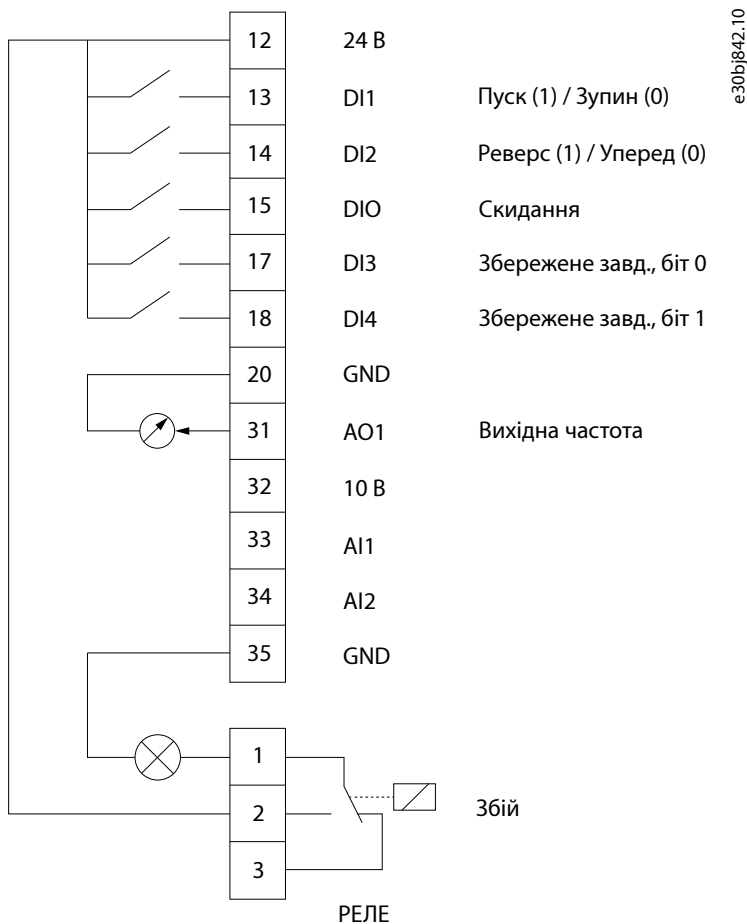 e30bj842.10
12 24 В
13 DI1 Пуск (1) / Зупин (0)
14 DI2 Реверс (1) / Уперед (0)
15 DIO Скидання
17 DI3 Збережене завд., біт 0
18 DI4 Збережене завд., біт 1
20 GND
31 AO1 Вихідна частота
32 10 В
33 AI1
34 AI2
35 GND
1
2 Збій
3
РЕЛЕ